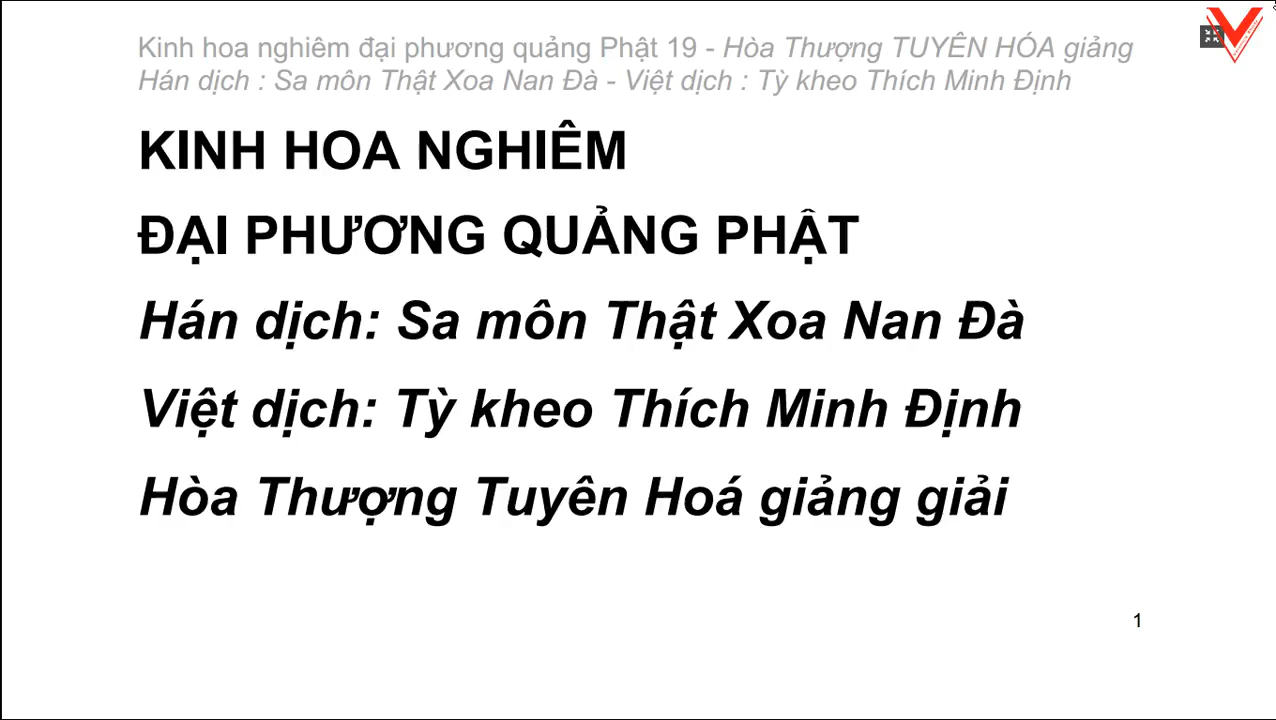 Kinh hoa nghiêm đại phương quảng Phật 19 - Hòa Thượng TUYÊN HÓA giảng
Hán dịch : Sa môn Thật Xoa Nan Đà - Việt dịch : Tỳ kheo Thích Minh Định
KINH HOA NGHIÊM
ĐẠI PHƯƠNG QUẢNG PHẬT
Hán dịch: Sa môn Thật Xoa Nan Đà
Việt dịch: Tỳ kheo Thích Minh Định
Hòa Thượng Tuyên Hoá giảng giải
1